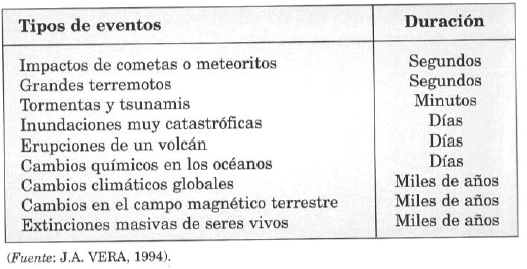 Tipos de eventos Duración
Impactos de cometas o meteoritos Segundos
Grandes terremotos Segundos
Tormentas y tsunamis Minutos
Inundaciones muy catastróficas Días
Erupciones de un volcán Días
Cambios químicos en los océanos Días
Cambios climáticos globales Miles de años
Cambios en el campo magnético terrestre Miles de años
Extinciones masivas de seres vivos Miles de años
(Fuente: J.A. VERA, 1994).